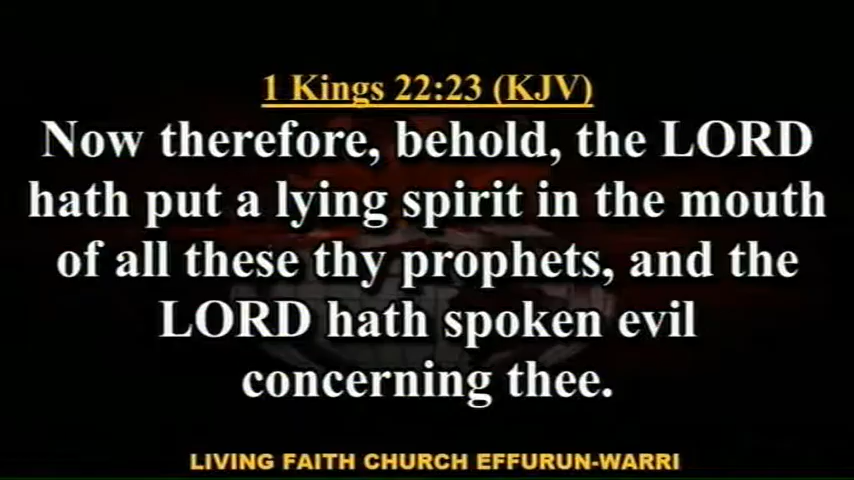 1 Kings 22:23 (KJV)
Now therefore, behold, the LORD
hath put a lying spirit in the mouth
of all these thy prophets, and the
LORD hath spoken evil
concerning thee.
LIVING FAITH CHURCH EFFURUN-WARRI